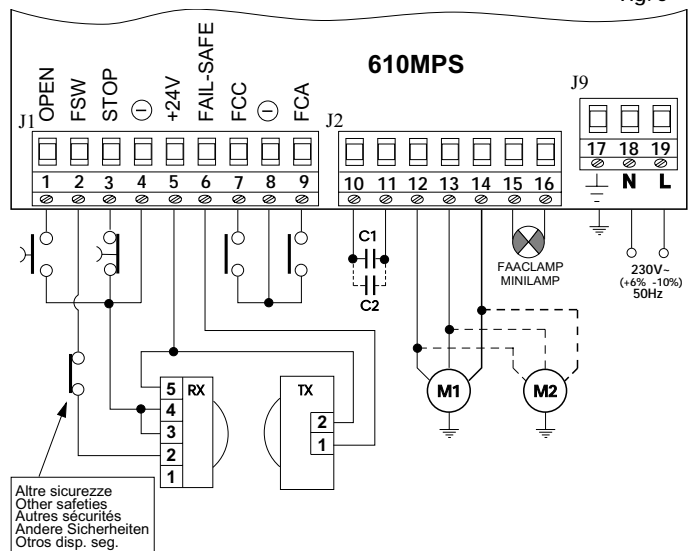 610MPS
OPEN
FSW
STOP
⊖
+24V
FAIL-SAFE
FCC
⊖
FCA
J1
J2
J9
1 2 3 4 5 6 7 8 9
10 11 12 13 14 15 16
17 18 19
N L
C1
C2
FAACLAMP
MINILAMP
230V~
(+6% -10%)
50Hz
5 RX
4
3
2
1
TX
2
1
M1
M2
Altre sicurezze
Other safeties
Autres sécurités
Andere Sicherheiten
Otros disp. seg.